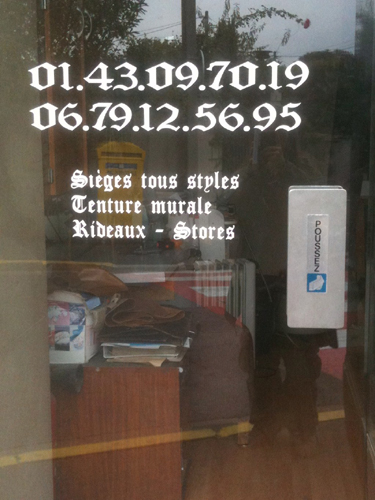 01.43.09.70.19
06.79.12.56.95
Sièges tous styles
Tenture murale
Rideaux - Stores
POUSSEZ